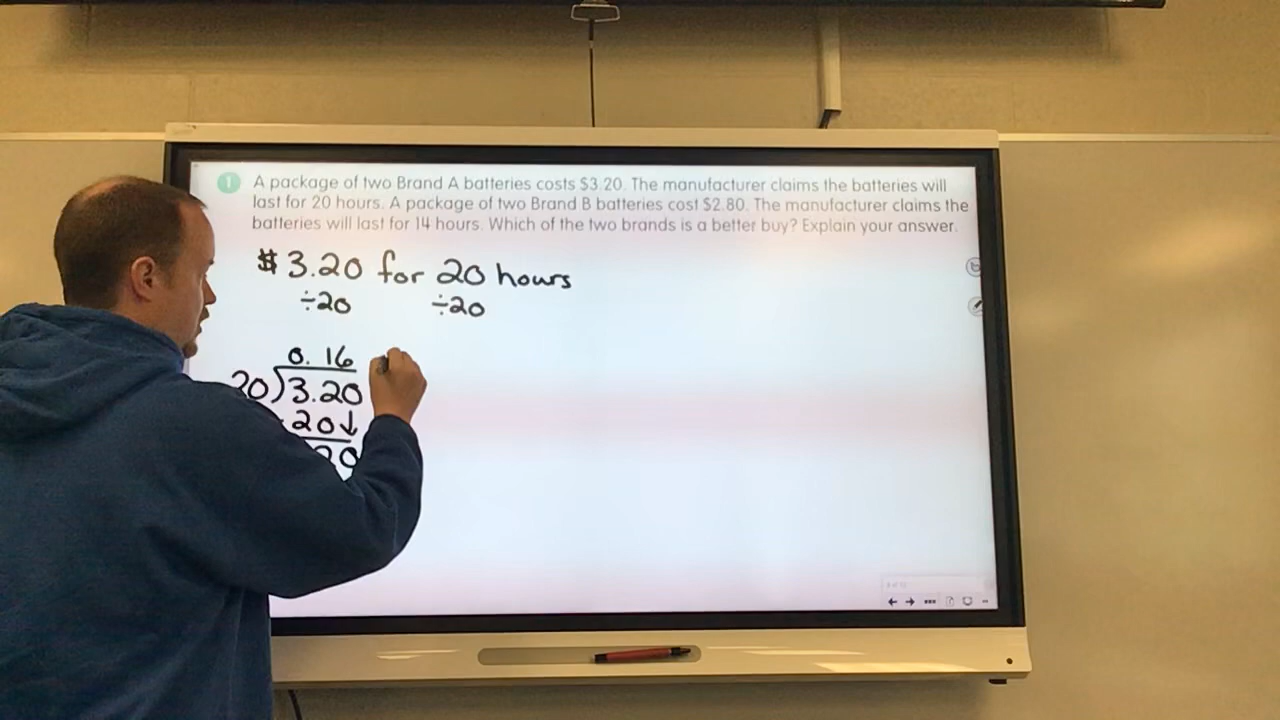 1 A package of two Brand A batteries costs $3.20. The manufacturer claims the batteries will
last for 20 hours. A package of two Brand B batteries cost $2.80. The manufacturer claims the
batteries will last for 14 hours. Which of the two brands is a better buy? Explain your answer.
$3.20 for 20 hours
÷20 ÷20
0.16
20)3.20
20↓
20